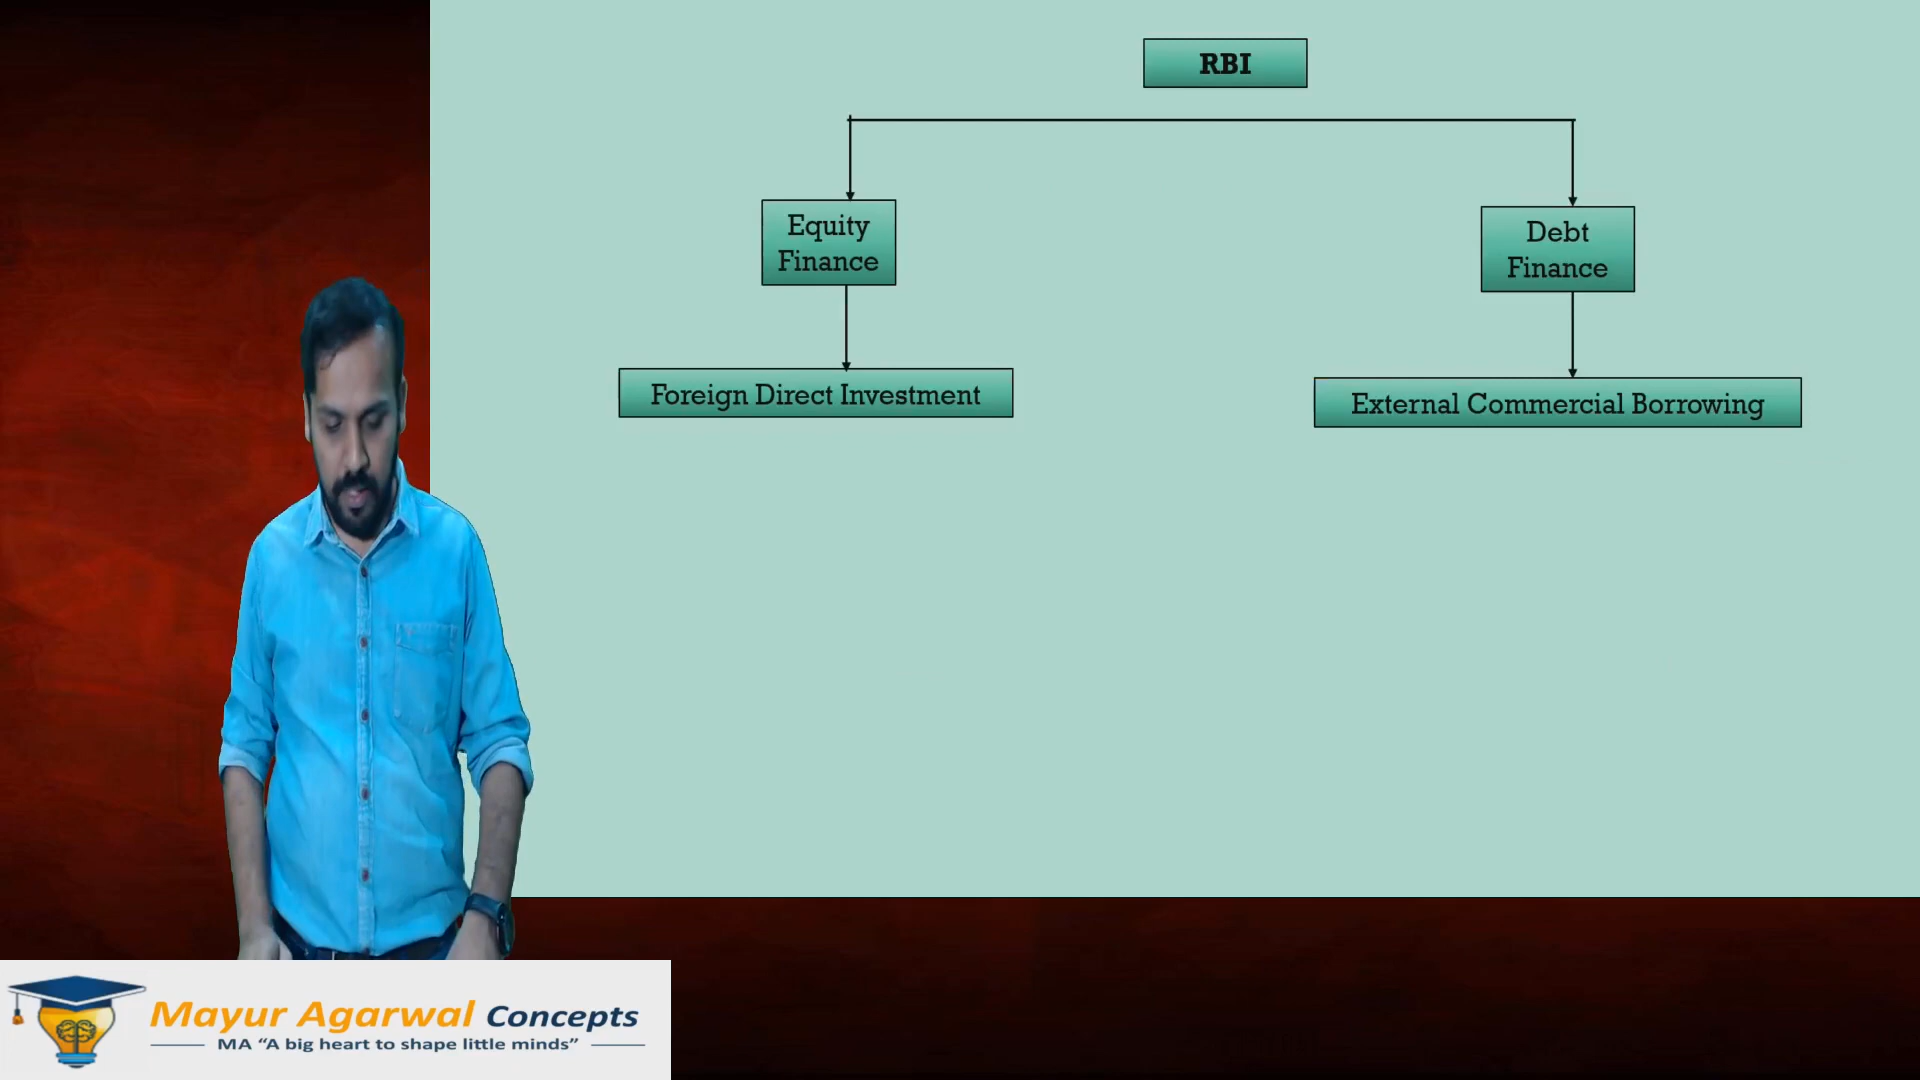 RBI
Equity
Finance
Debt
Finance
Foreign Direct Investment
External Commercial Borrowing
Mayur Agarwal Concepts
MA “A big heart to shape little minds”